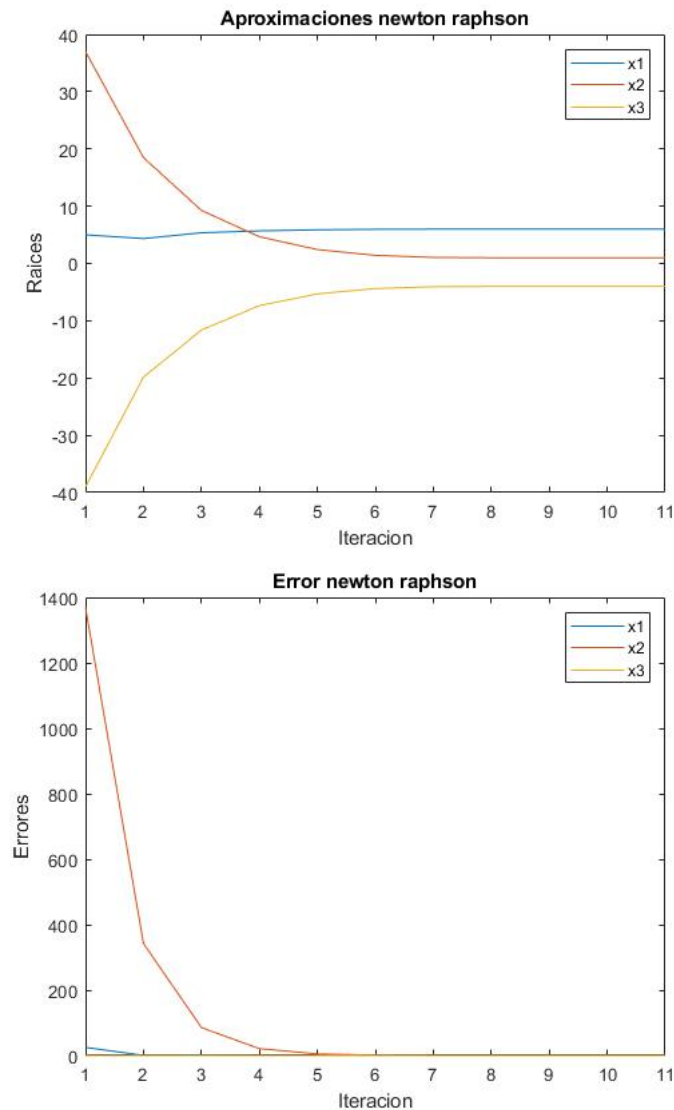 Aproximaciones newton raphson
x1
x2
x3
40
30
20
10
0
-10
-20
-30
-40
Raices
1 2 3 4 5 6 7 8 9 10 11
Iteracion
Error newton raphson
x1
x2
x3
1400
1200
1000
800
600
400
200
0
Errores
1 2 3 4 5 6 7 8 9 10 11
Iteracion